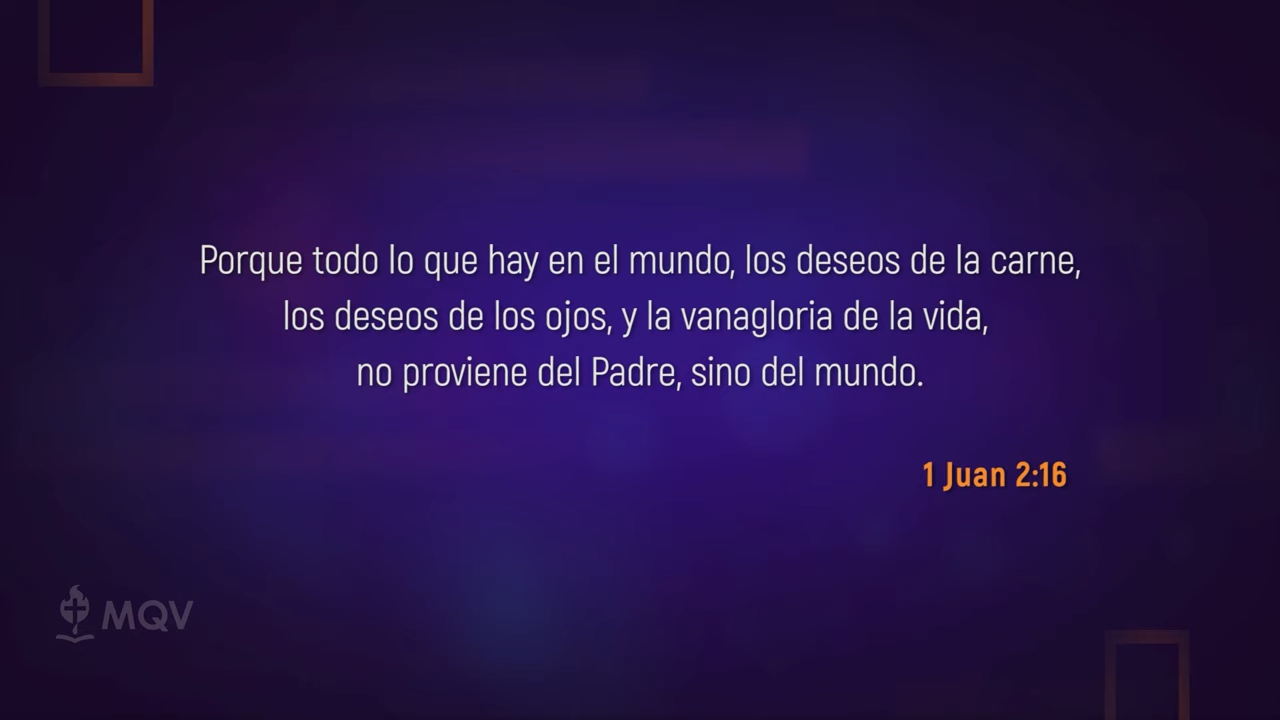 Porque todo lo que hay en el mundo, los deseos de la carne,
los deseos de los ojos, y la vanagloria de la vida,
no proviene del Padre, sino del mundo.
1 Juan 2:16
MQV